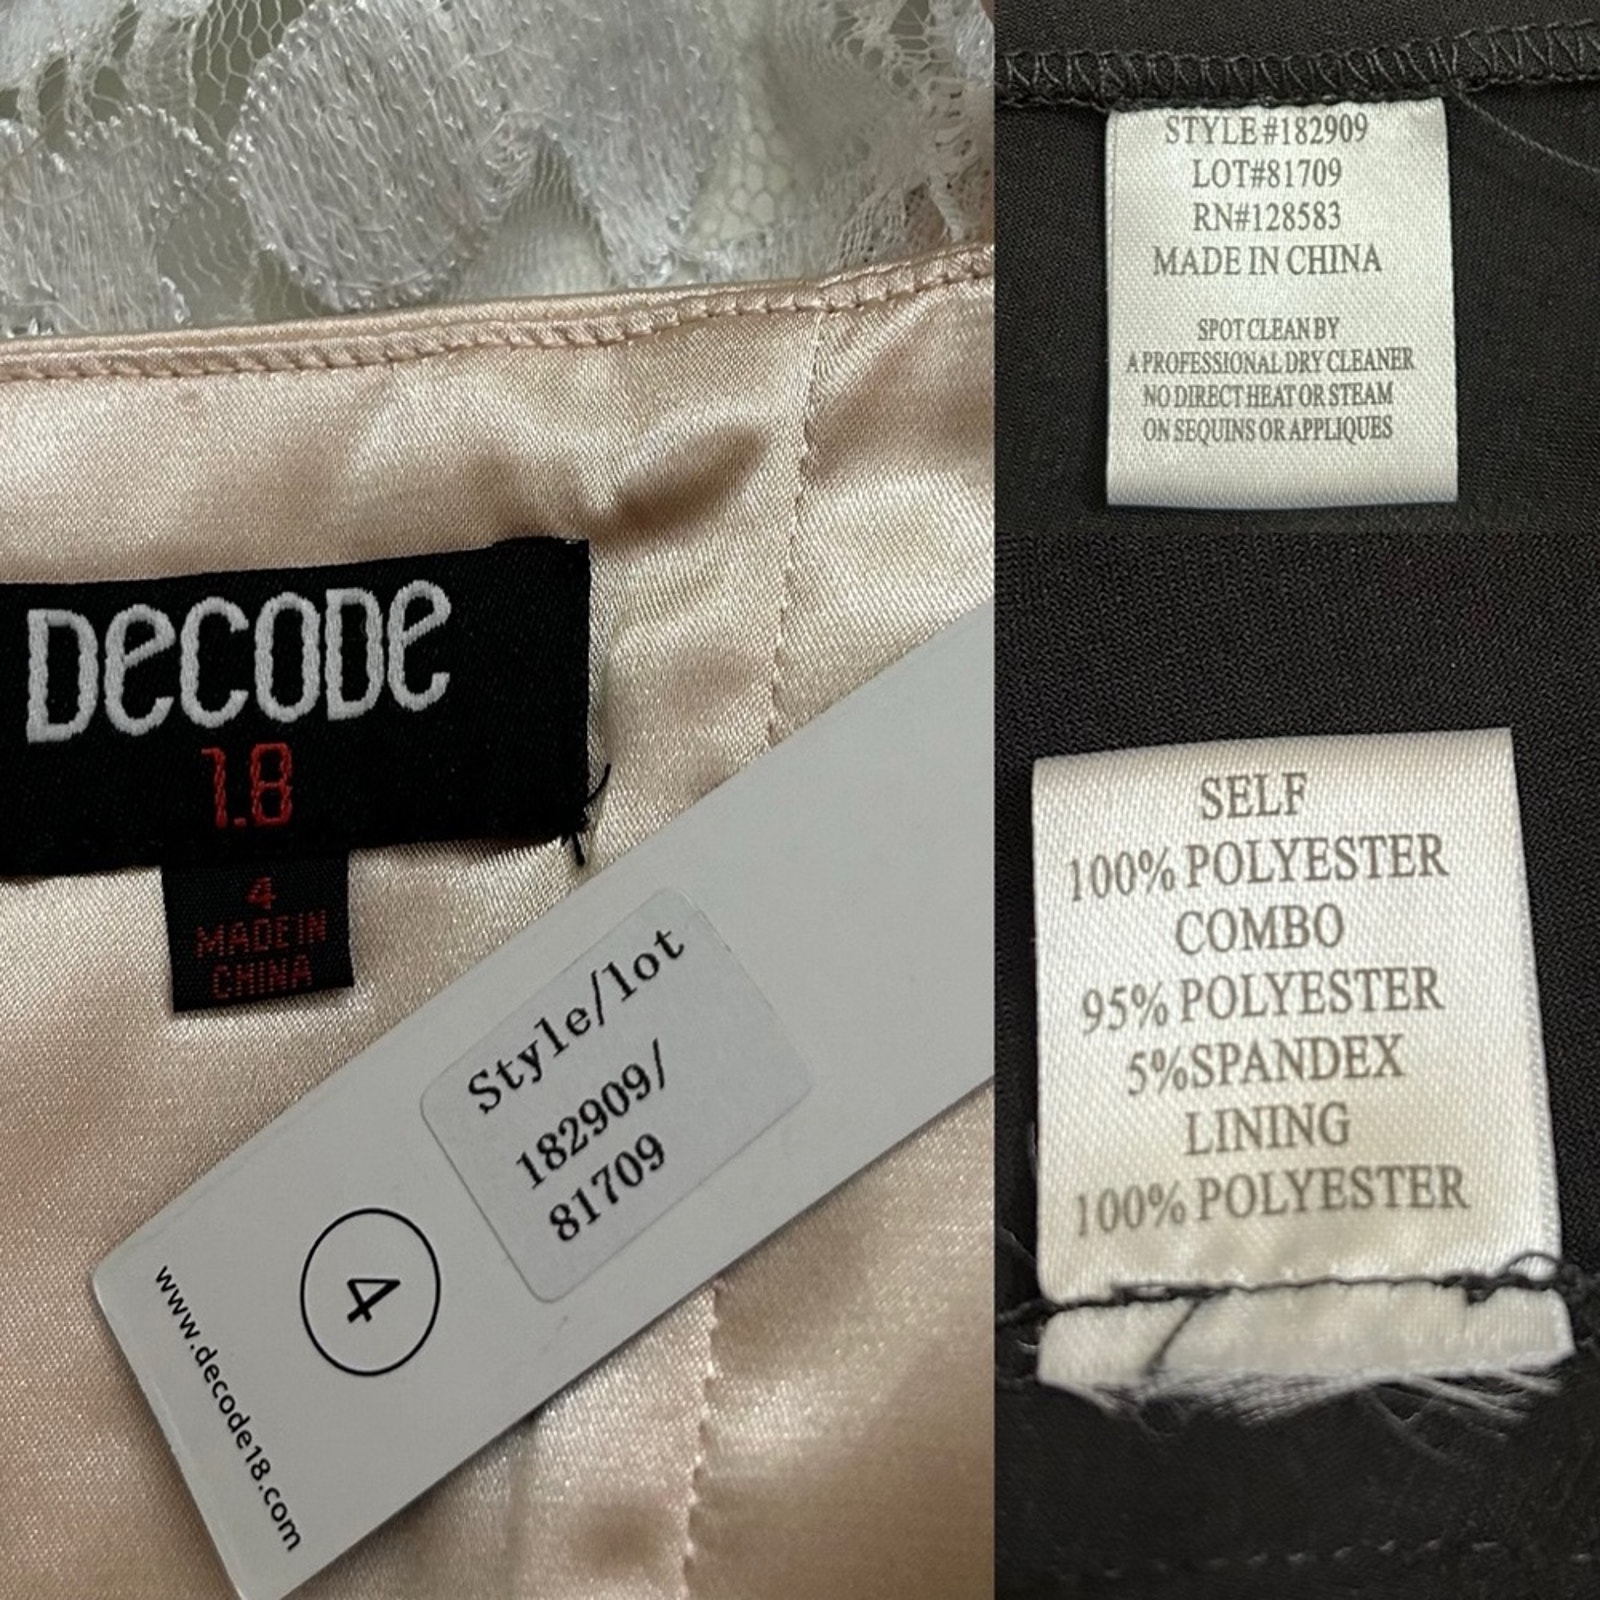 DeCODe
1.8
4
MADE IN
CHINA
Style/lot
182909/
81709
4
www.decode18.com
STYLE#182909
LOT#81709
RN#128583
MADE IN CHINA
SPOT CLEAN BY
A PROFESSIONAL DRY CLEANER
NO DIRECT HEAT OR STEAM
ON SEQUINS OR APPLIQUES
SELF
100% POLYESTER
COMBO
95% POLYESTER
5%SPANDEX
LINING
100% POLYESTER